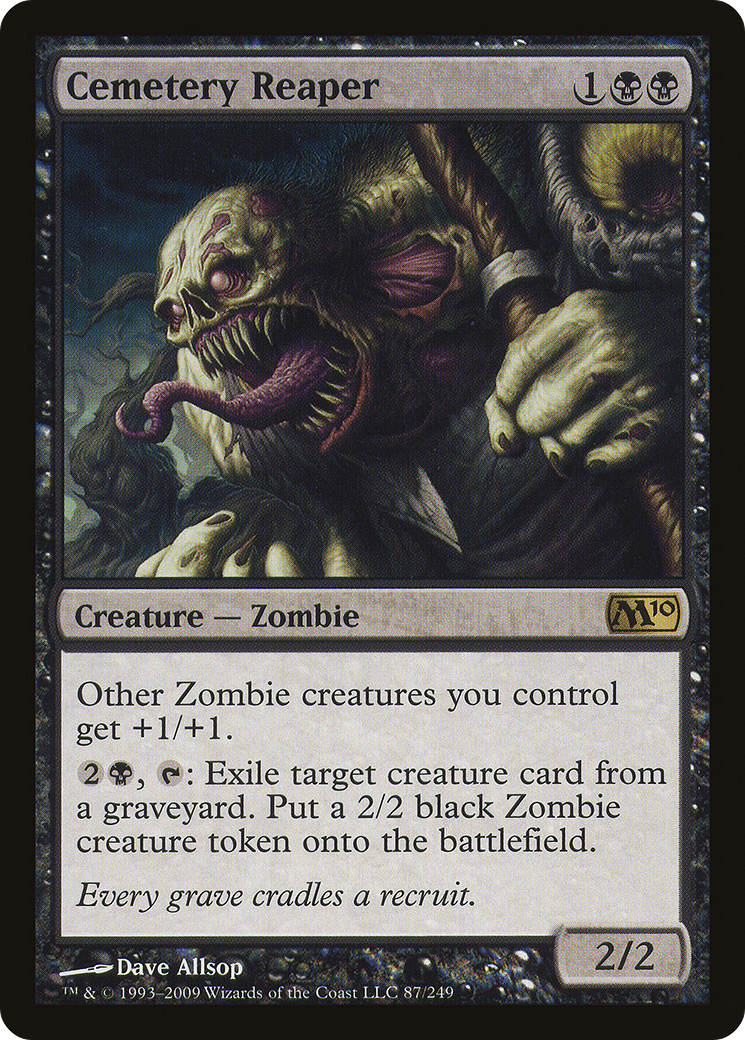 Cemetery Reaper 1
Creature — Zombie M10
Other Zombie creatures you control
get +1/+1.
2, : Exile target creature card from
a graveyard. Put a 2/2 black Zombie
creature token onto the battlefield.
Every grave cradles a recruit.
2/2
Dave Allsop
™ & © 1993–2009 Wizards of the Coast LLC 87/249